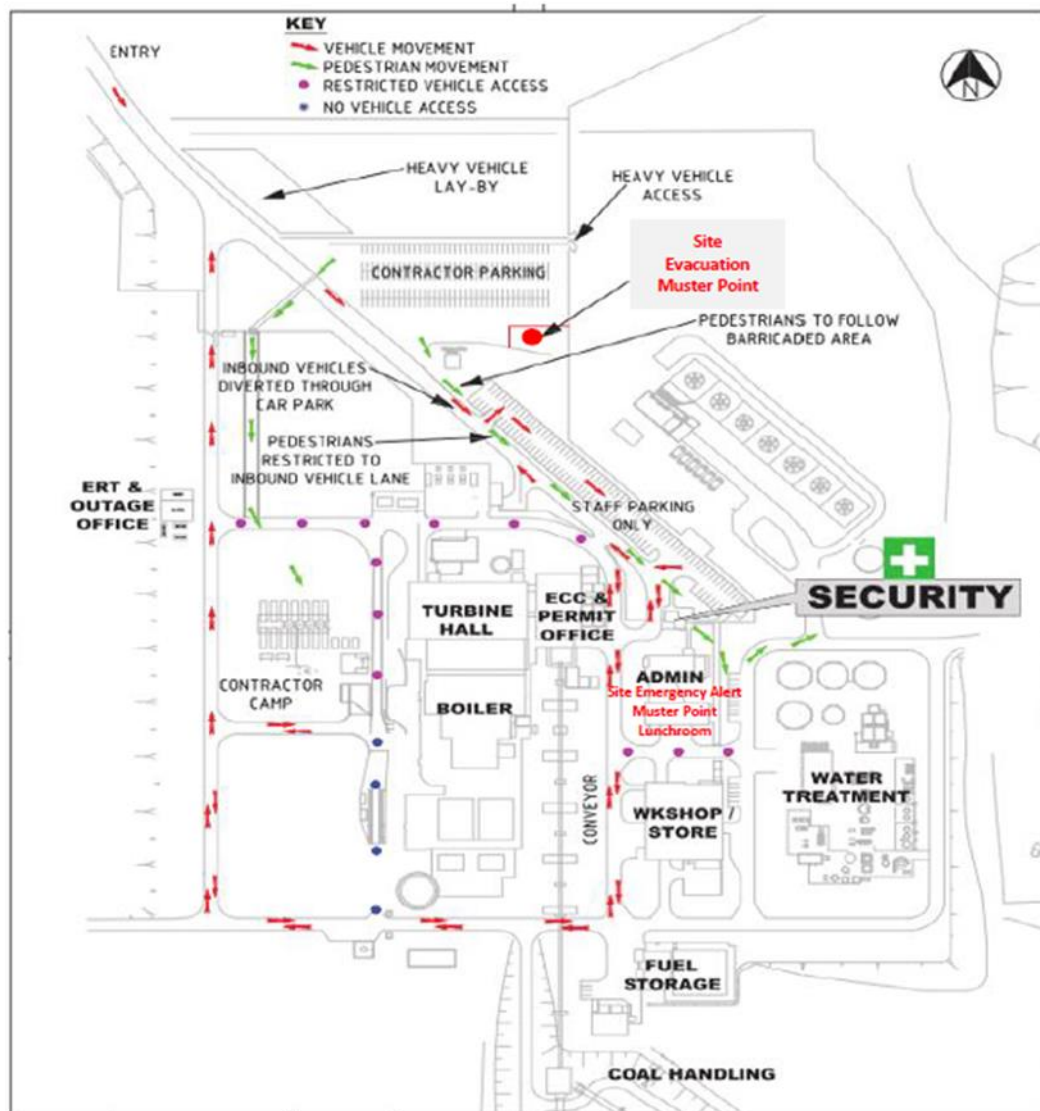 KEY
VEHICLE MOVEMENT
PEDESTRIAN MOVEMENT
RESTRICTED VEHICLE ACCESS
NO VEHICLE ACCESS
ENTRY
N
HEAVY VEHICLE
LAY-BY
HEAVY VEHICLE
ACCESS
Site
Evacuation
Muster Point
CONTRACTOR PARKING
PEDESTRIANS TO FOLLOW
BARRICADED AREA
INBOUND VEHICLES
DIVERTED THROUGH
CAR PARK
PEDESTRIANS
RESTRICTED TO
INBOUND VEHICLE LANE
ERT &
OUTAGE
OFFICE
STAFF PARKING
ONLY
SECURITY
TURBINE
HALL
ECC &
PERMIT
OFFICE
ADMIN
Site Emergency Alert
Muster Point
Lunchroom
CONTRACTOR
CAMP
BOILER
CONVEYOR
WKSHOP /
STORE
WATER
TREATMENT
FUEL
STORAGE
COAL HANDLING